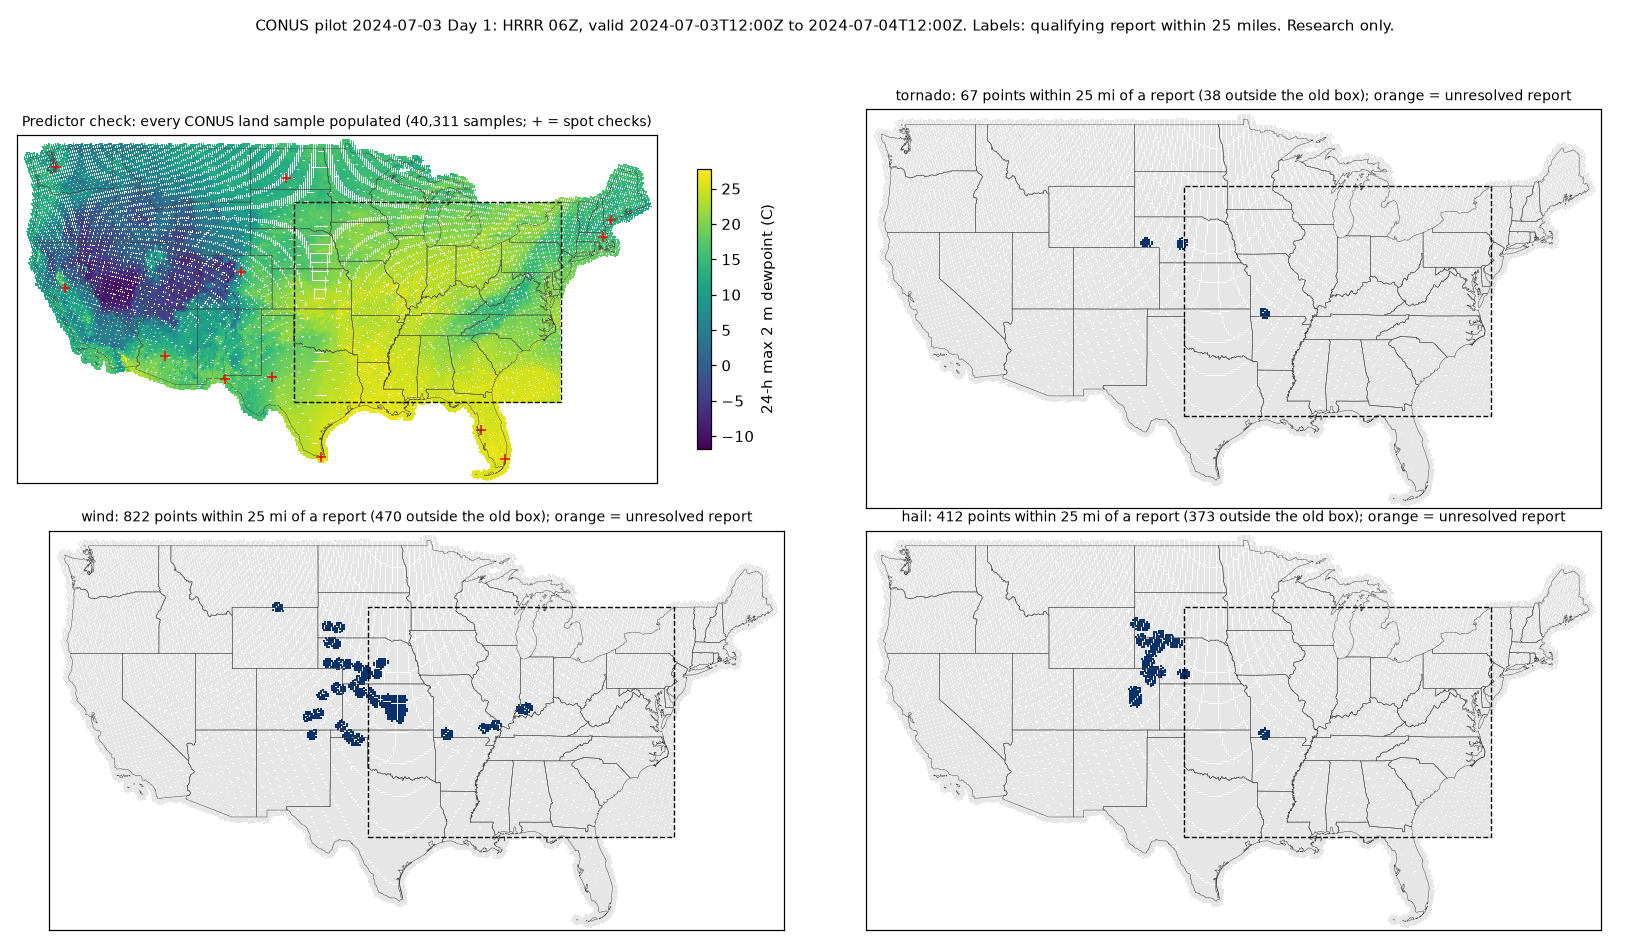 CONUS pilot 2024-07-03 Day 1: HRRR 06Z, valid 2024-07-03T12:00Z to 2024-07-04T12:00Z. Labels: qualifying report within 25 miles. Research only.
Predictor check: every CONUS land sample populated (40,311 samples; + = spot checks)
25
20
15
10
5
0
−5
−10
24-h max 2 m dewpoint (C)
tornado: 67 points within 25 mi of a report (38 outside the old box); orange = unresolved report
wind: 822 points within 25 mi of a report (470 outside the old box); orange = unresolved report
hail: 412 points within 25 mi of a report (373 outside the old box); orange = unresolved report